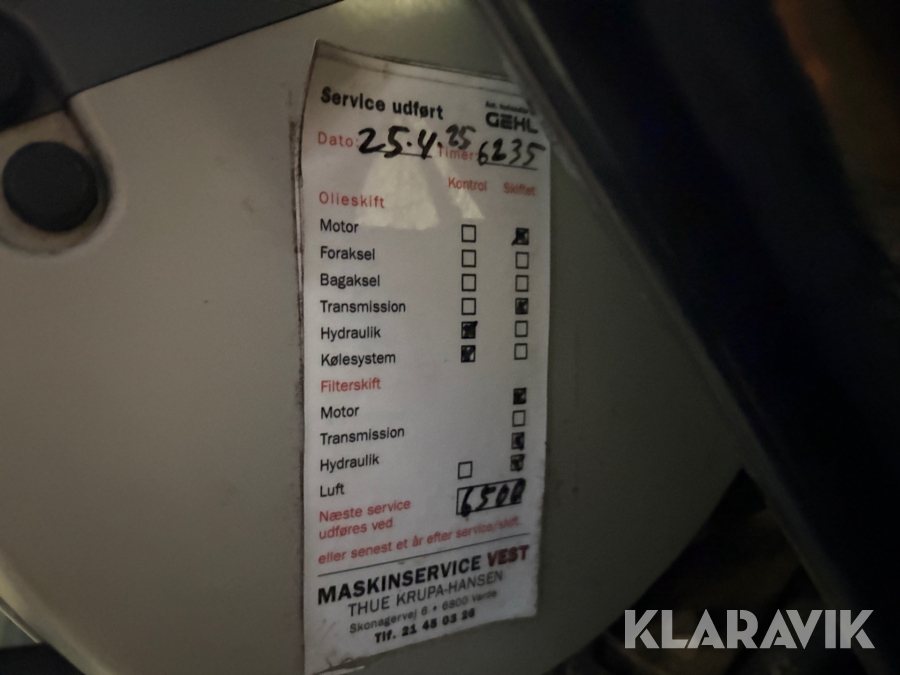 Service udført
GEHL
Dato: 25.4.25 Timer: 6235
Kontrol Skiftet
Olieskift
Motor
Foraksel
Bagaksel
Transmission
Hydraulik
Kølesystem
Filterskift
Motor
Transmission
Hydraulik
Luft
Næste service
udføres ved 6500
eller senest et år efter service/skift.
MASKINSERVICE VEST
THUE KRUPA-HANSEN
Skonagervej 6 • 6800 Varde
Tlf. 21 45 03 26
KLARAVIK